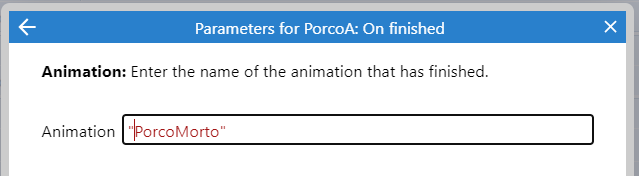 Parameters for PorcoA: On finished
Animation: Enter the name of the animation that has finished.
Animation "PorcoMorto"